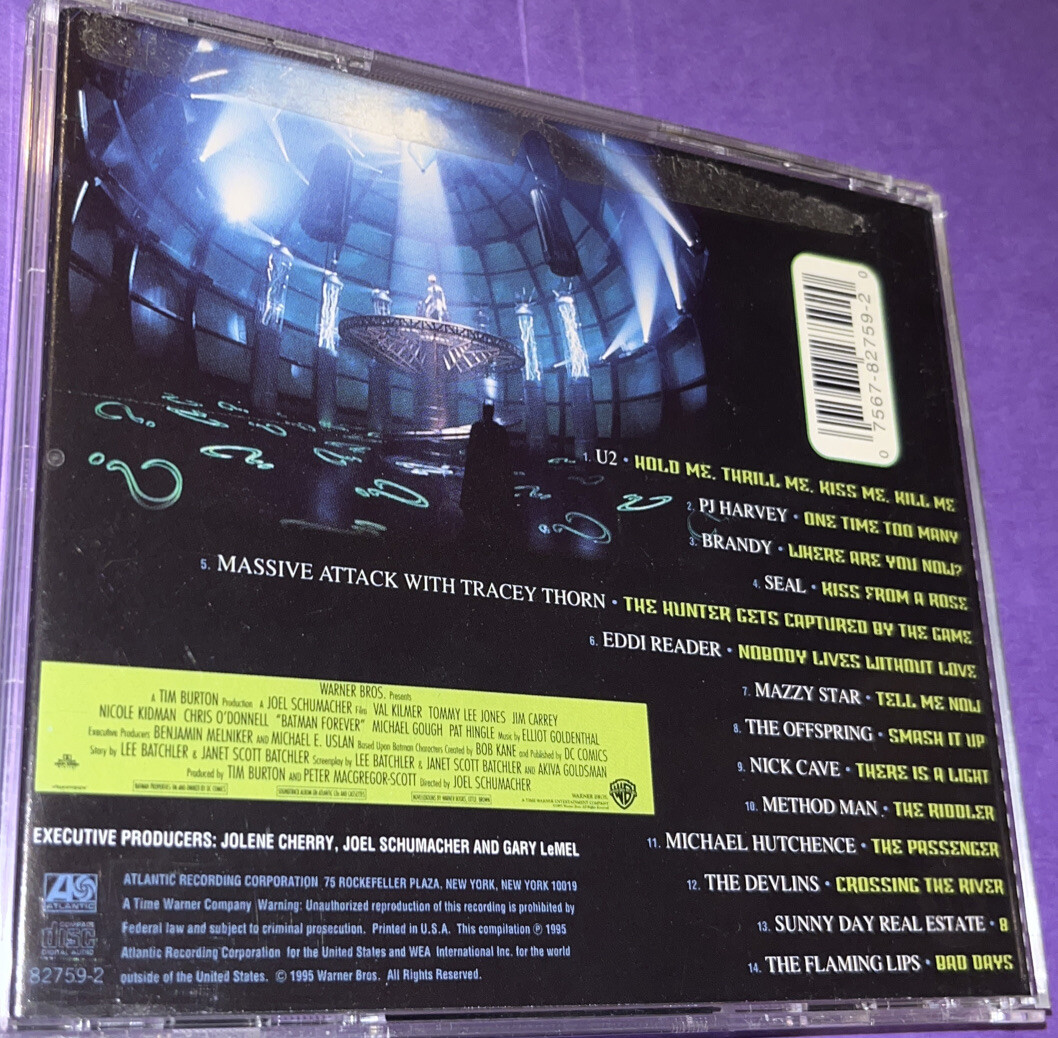 0 7567-82759-2 0
1. U2 • HOLD ME, THRILL ME, KISS ME, KILL ME
2. PJ HARVEY • ONE TIME TOO MANY
3. BRANDY • WHERE ARE YOU NOW?
4. SEAL • KISS FROM A ROSE
5. MASSIVE ATTACK WITH TRACEY THORN • THE HUNTER GETS CAPTURED BY THE GAME
6. EDDI READER • NOBODY LIVES WITHOUT LOVE
7. MAZZY STAR • TELL ME NOW
8. THE OFFSPRING • SMASH IT UP
9. NICK CAVE • THERE IS A LIGHT
10. METHOD MAN • THE RIDDLER
11. MICHAEL HUTCHENCE • THE PASSENGER
12. THE DEVLINS • CROSSING THE RIVER
13. SUNNY DAY REAL ESTATE • 8
14. THE FLAMING LIPS • BAD DAYS
WARNER BROS. Presents
A TIM BURTON Production A JOEL SCHUMACHER Film VAL KILMER TOMMY LEE JONES JIM CARREY
NICOLE KIDMAN CHRIS O'DONNELL "BATMAN FOREVER" MICHAEL GOUGH PAT HINGLE Music by ELLIOT GOLDENTHAL
Executive Producers BENJAMIN MELNIKER AND MICHAEL E. USLAN Based Upon Batman Characters Created by BOB KANE and Published by DC COMICS
Story by LEE BATCHLER & JANET SCOTT BATCHLER Screenplay by LEE BATCHLER & JANET SCOTT BATCHLER AND AKIVA GOLDSMAN
Produced by TIM BURTON AND PETER MACGREGOR-SCOTT Directed by JOEL SCHUMACHER
WARNER BROS.
A TIME WARNER ENTERTAINMENT COMPANY
WB
EXECUTIVE PRODUCERS: JOLENE CHERRY, JOEL SCHUMACHER AND GARY LeMEL
ATLANTIC
COMPACT
disc
DIGITAL AUDIO
82759-2
ATLANTIC RECORDING CORPORATION 75 ROCKEFELLER PLAZA, NEW YORK, NEW YORK 10019
A Time Warner Company Warning: Unauthorized reproduction of this recording is prohibited by
Federal law and subject to criminal prosecution. Printed in U.S.A. This compilation ℗ 1995
Atlantic Recording Corporation for the United States and WEA International Inc. for the world
outside of the United States. © 1995 Warner Bros. All Rights Reserved.